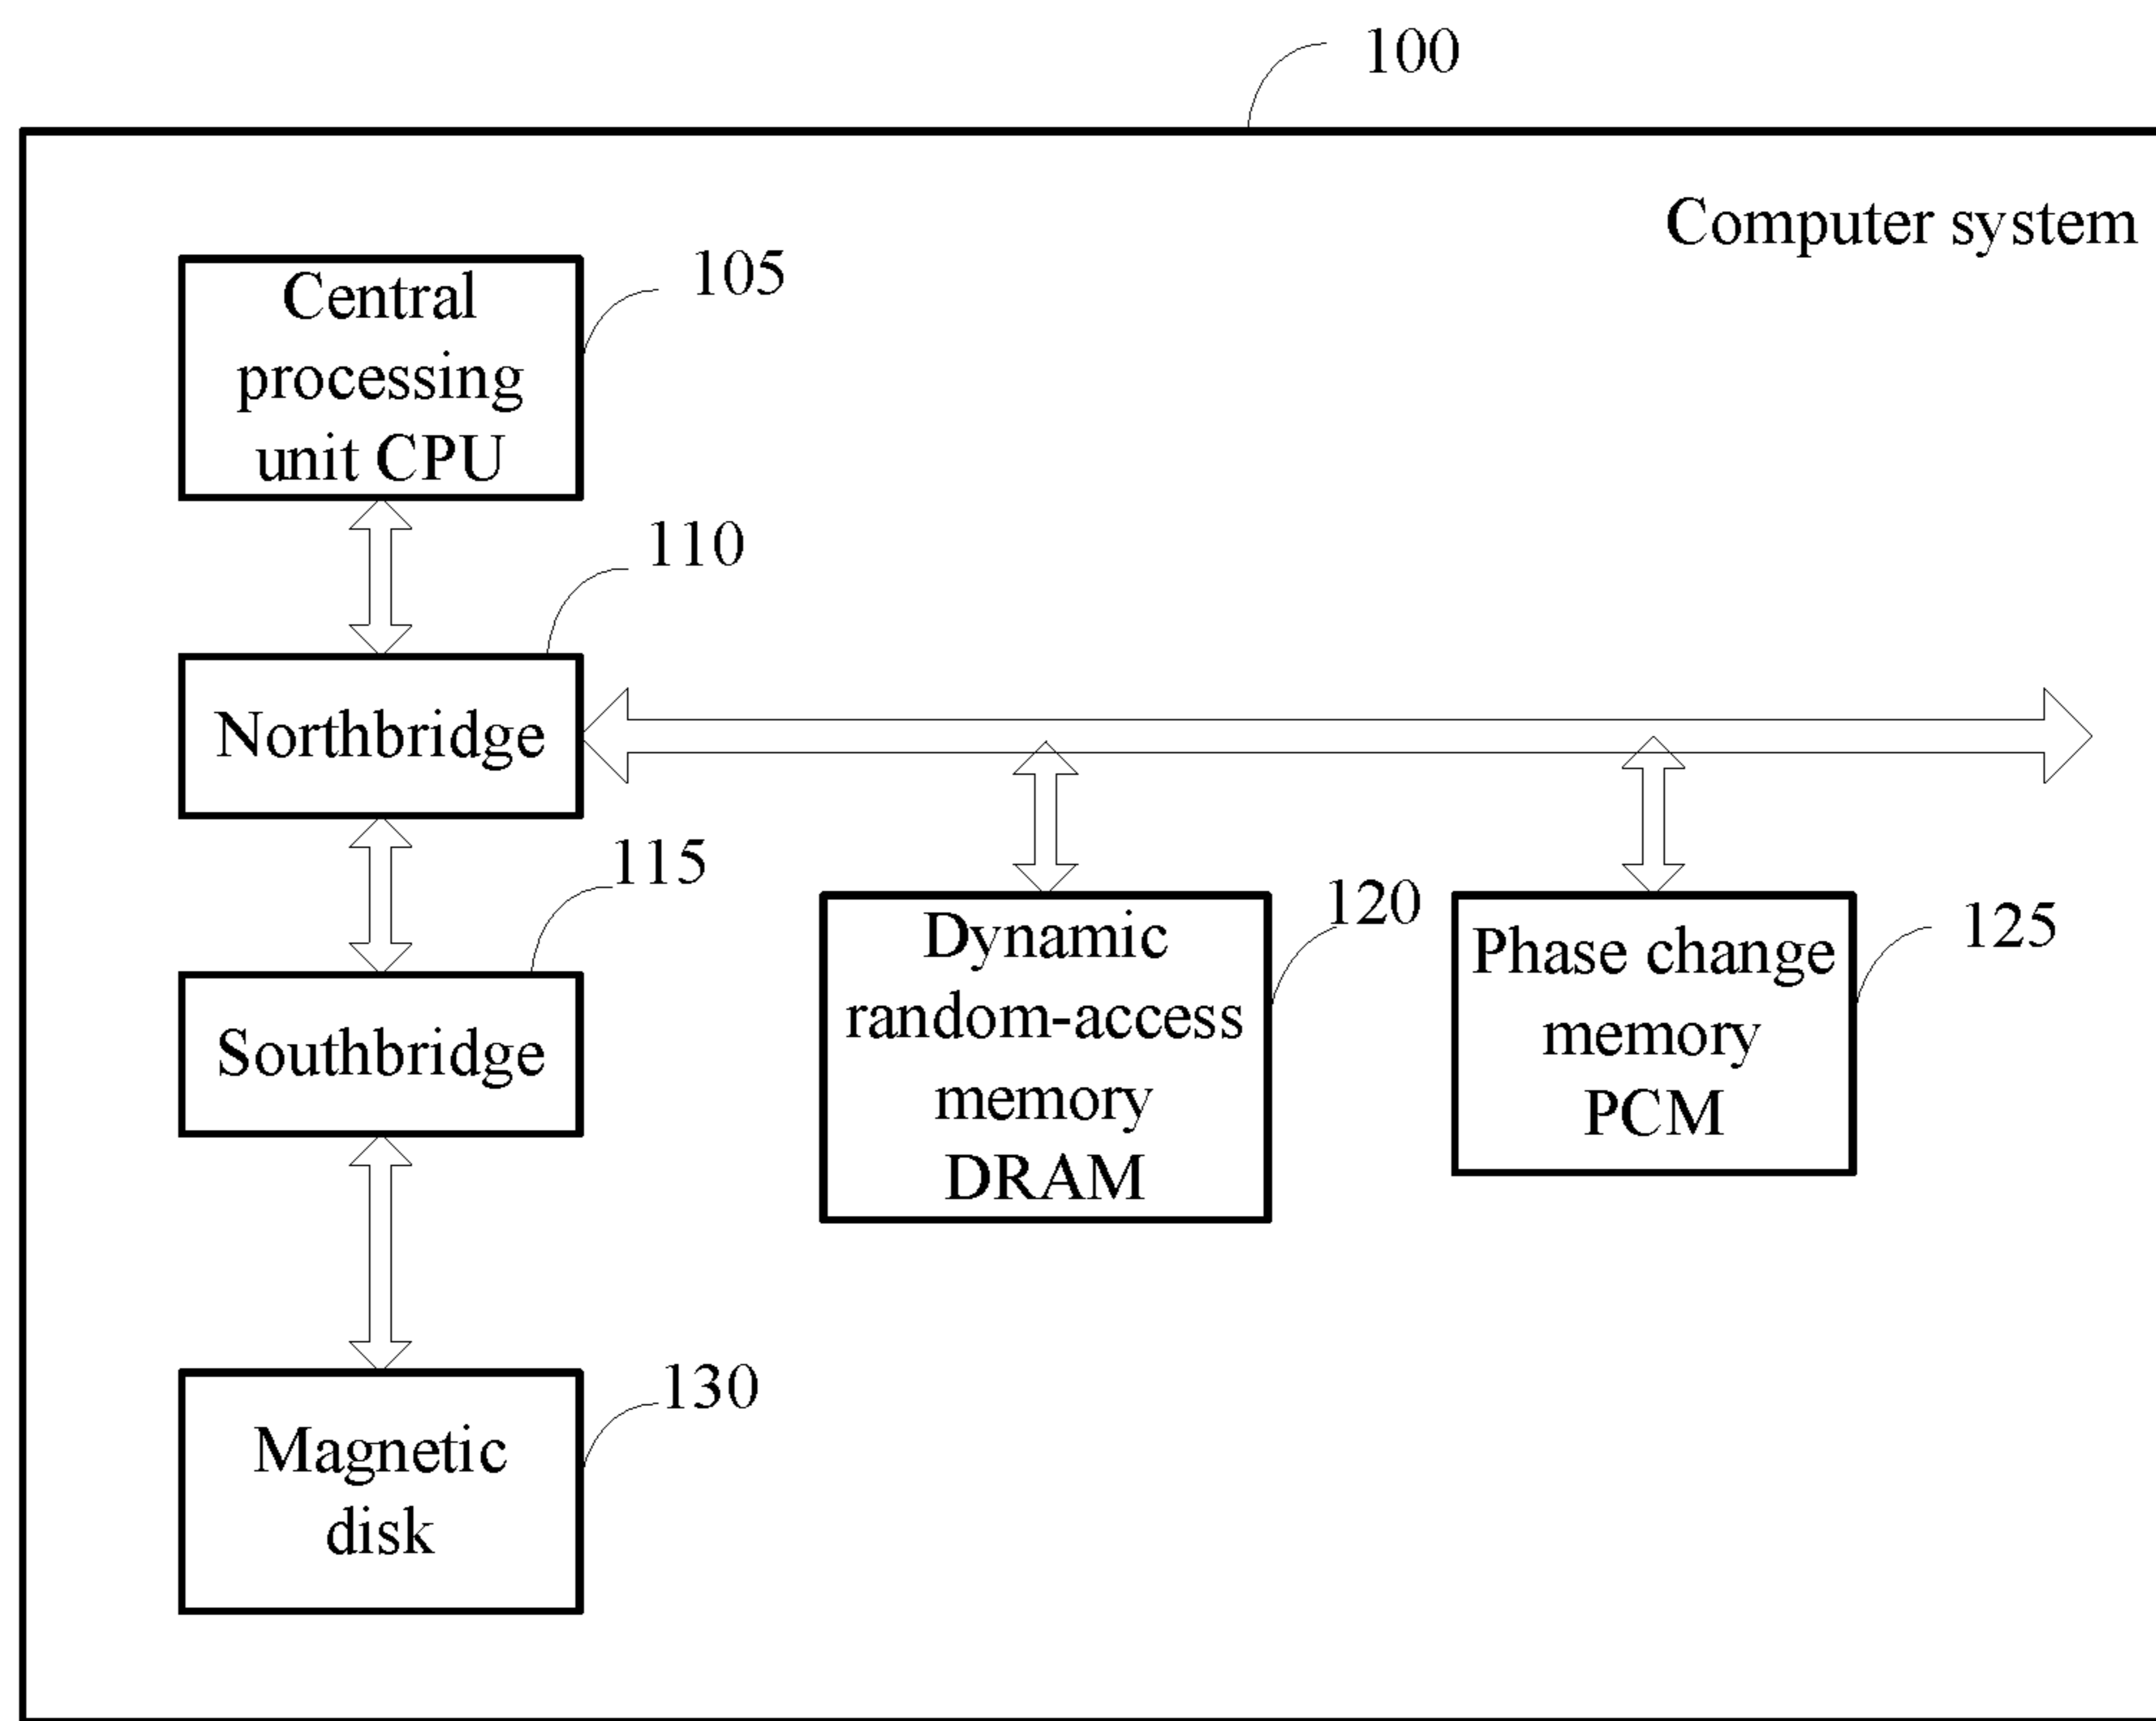 100
Computer system
Central
processing
unit CPU
105
110
Northbridge
115
Southbridge
Dynamic
random-access
memory
DRAM
120
Phase change
memory
PCM
125
130
Magnetic
disk